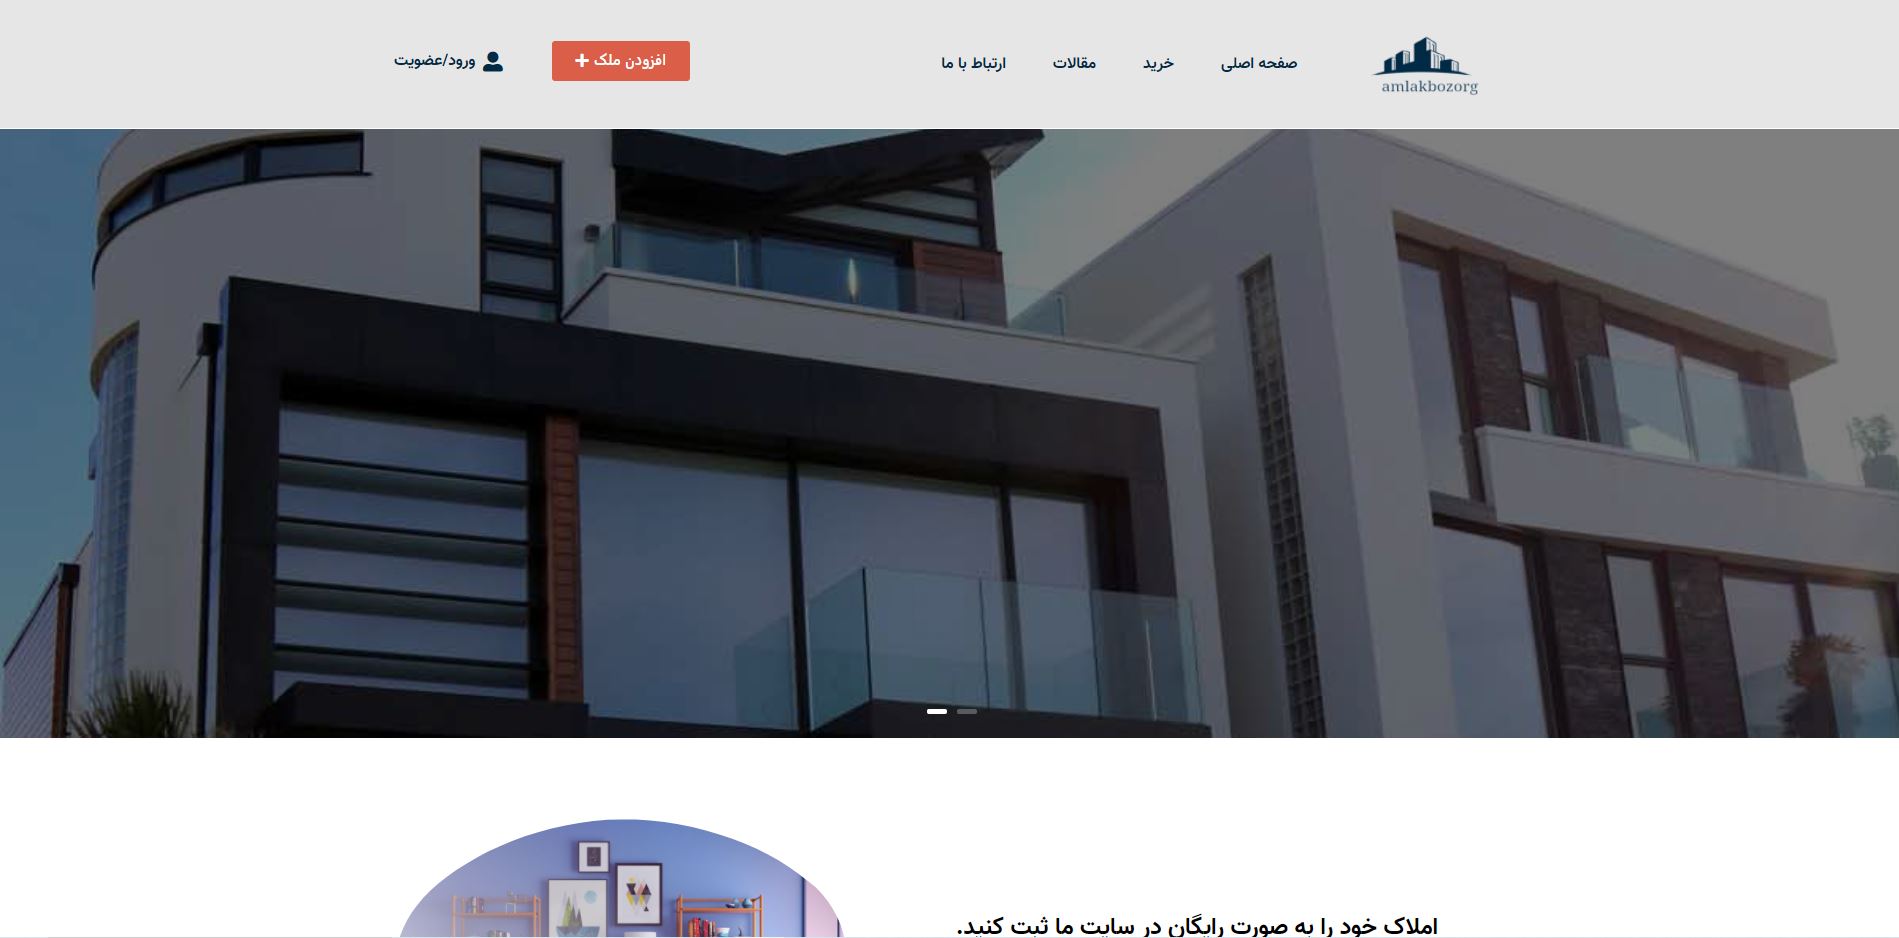 amlakbozorg
صفحه اصلی
خرید
مقالات
ارتباط با ما
افزودن ملک +
ورود/عضویت
املاک خود را به صورت رایگان در سایت ما ثبت کنید.